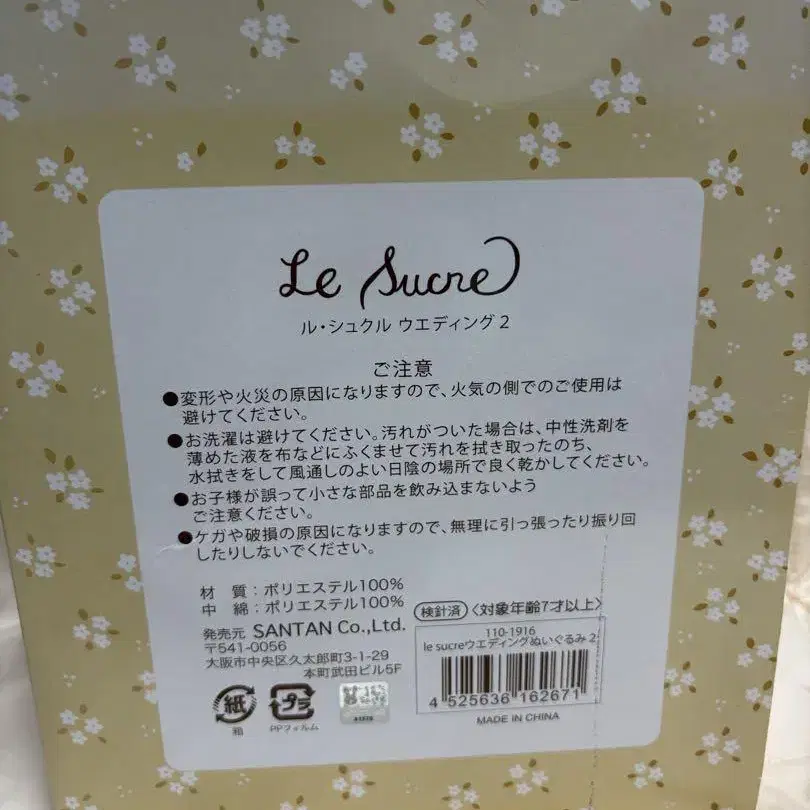 Le Sucre
ル・シュクル ウエディング2
ご注意
●変形や火災の原因になりますので、火気の側でのご使用は
避けてください。
●お洗濯は避けてください。汚れがついた場合は、中性洗剤を
薄めた液を布などにふくませて汚れを拭き取ったのち、
水拭きをして風通しのよい日陰の場所で良く乾かしてください。
●お子様が誤って小さな部品を飲み込まないよう
ご注意ください。
●ケガや破損の原因になりますので、無理に引っ張ったり振り回
したりしないでください。
材 質：ポリエステル100%
中 綿：ポリエステル100%
検針済 〈対象年齢7才以上〉
発売元 SANTAN Co.,Ltd.
〒541-0056
大阪市中央区久太郎町3-1-29
本町武田ビル5F
110-1916
le sucreウエディングぬいぐるみ2
4 525636 162671
MADE IN CHINA
紙
箱
プラ
PPフィルム